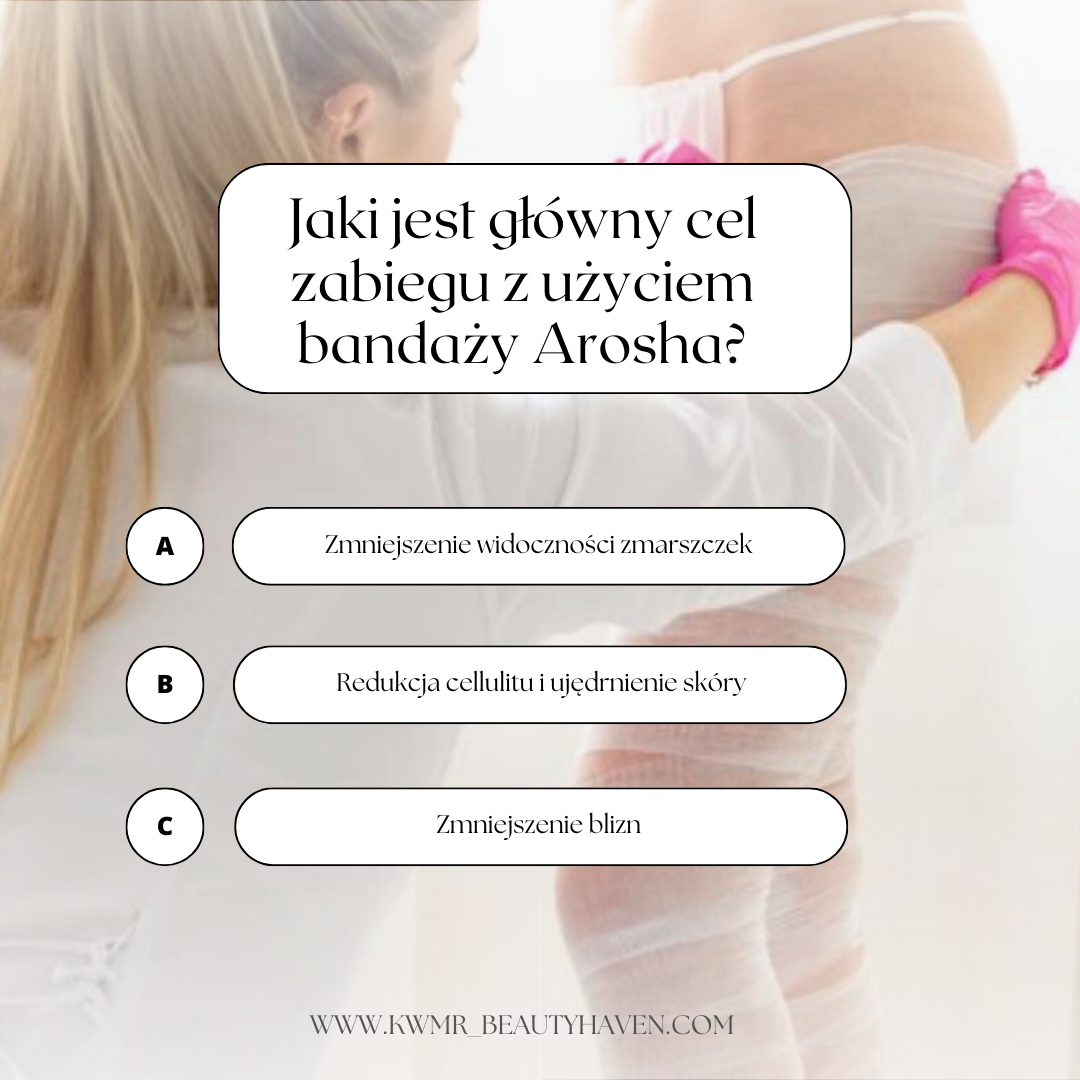 Jaki jest główny cel
zabiegu z użyciem
bandaży Arosha?
A
Zmniejszenie widoczności zmarszczek
B
Redukcja cellulitu i ujędrnienie skóry
C
Zmniejszenie blizn
WWW.KWMR_BEAUTYHAVEN.COM